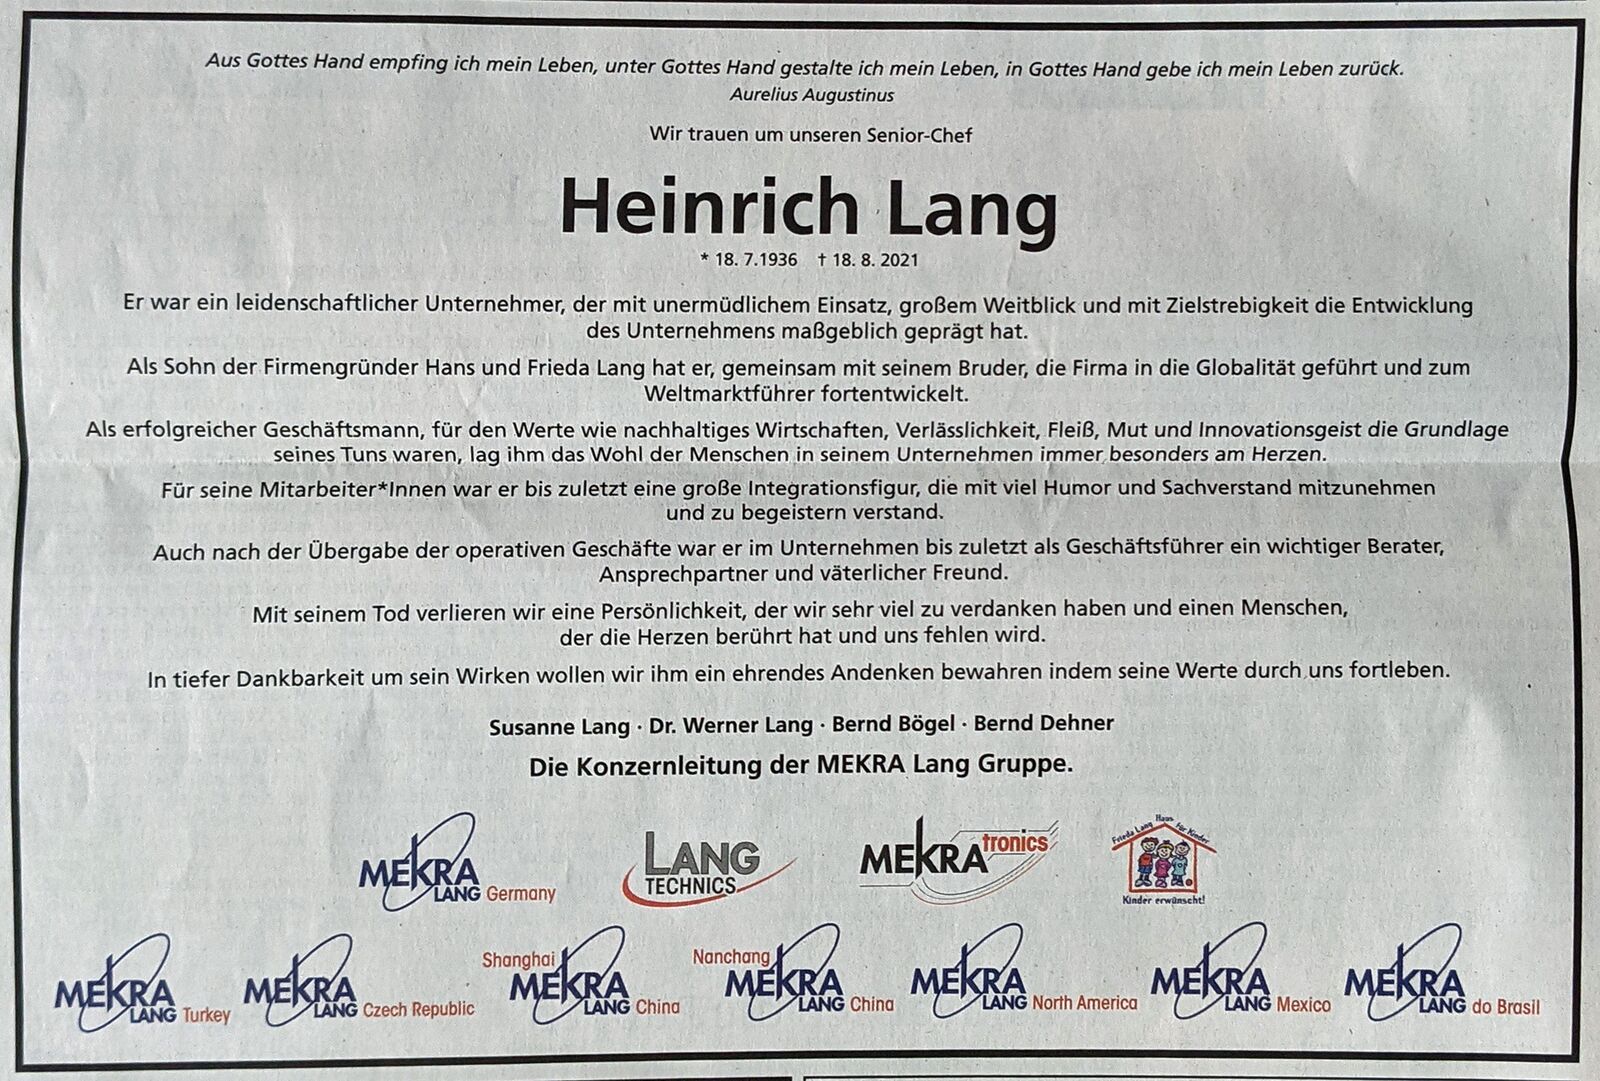 Aus Gottes Hand empfing ich mein Leben, unter Gottes Hand gestalte ich mein Leben, in Gottes Hand gebe ich mein Leben zurück.
Aurelius Augustinus
Wir trauen um unseren Senior-Chef
Heinrich Lang
* 18. 7.1936 † 18. 8. 2021
Er war ein leidenschaftlicher Unternehmer, der mit unermüdlichem Einsatz, großem Weitblick und mit Zielstrebigkeit die Entwicklung
des Unternehmens maßgeblich geprägt hat.
Als Sohn der Firmengründer Hans und Frieda Lang hat er, gemeinsam mit seinem Bruder, die Firma in die Globalität geführt und zum
Weltmarktführer fortentwickelt.
Als erfolgreicher Geschäftsmann, für den Werte wie nachhaltiges Wirtschaften, Verlässlichkeit, Fleiß, Mut und Innovationsgeist die Grundlage
seines Tuns waren, lag ihm das Wohl der Menschen in seinem Unternehmen immer besonders am Herzen.
Für seine Mitarbeiter*Innen war er bis zuletzt eine große Integrationsfigur, die mit viel Humor und Sachverstand mitzunehmen
und zu begeistern verstand.
Auch nach der Übergabe der operativen Geschäfte war er im Unternehmen bis zuletzt als Geschäftsführer ein wichtiger Berater,
Ansprechpartner und väterlicher Freund.
Mit seinem Tod verlieren wir eine Persönlichkeit, der wir sehr viel zu verdanken haben und einen Menschen,
der die Herzen berührt hat und uns fehlen wird.
In tiefer Dankbarkeit um sein Wirken wollen wir ihm ein ehrendes Andenken bewahren indem seine Werte durch uns fortleben.
Susanne Lang · Dr. Werner Lang · Bernd Bögel · Bernd Dehner
Die Konzernleitung der MEKRA Lang Gruppe.
MEKRA
LANG Germany
LANG
TECHNICS
MEKRAtronics
Frieda Lang Haus für Kinder
Kinder erwünscht!
MEKRA
LANG Turkey
MEKRA
LANG Czech Republic
Shanghai
MEKRA
LANG China
Nanchang
MEKRA
LANG China
MEKRA
LANG North America
MEKRA
LANG Mexico
MEKRA
LANG do Brasil